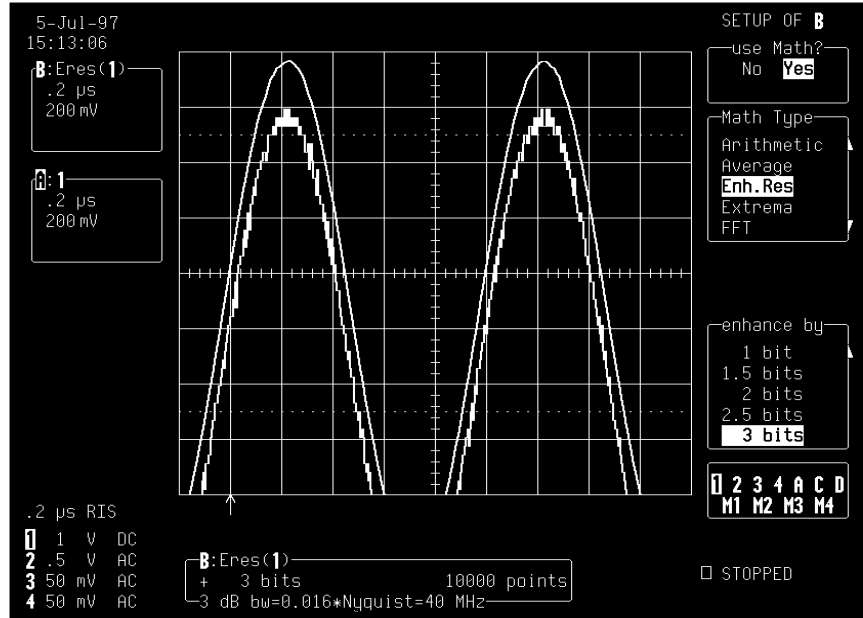 5-Jul-97
15:13:06
B:Eres(1)
.2 µs
200 mV
A:1
.2 µs
200 mV
SETUP OF B
use Math?
No Yes
Math Type
Arithmetic
Average
Enh.Res
Extrema
FFT
enhance by
1 bit
1.5 bits
2 bits
2.5 bits
3 bits
1 2 3 4 A C D
M1 M2 M3 M4
.2 µs RIS
1 1 V DC
2 .5 V AC
3 50 mV AC
4 50 mV AC
B:Eres(1)
+ 3 bits 10000 points
3 dB bw=0.016*Nyquist=40 MHz
□ STOPPED